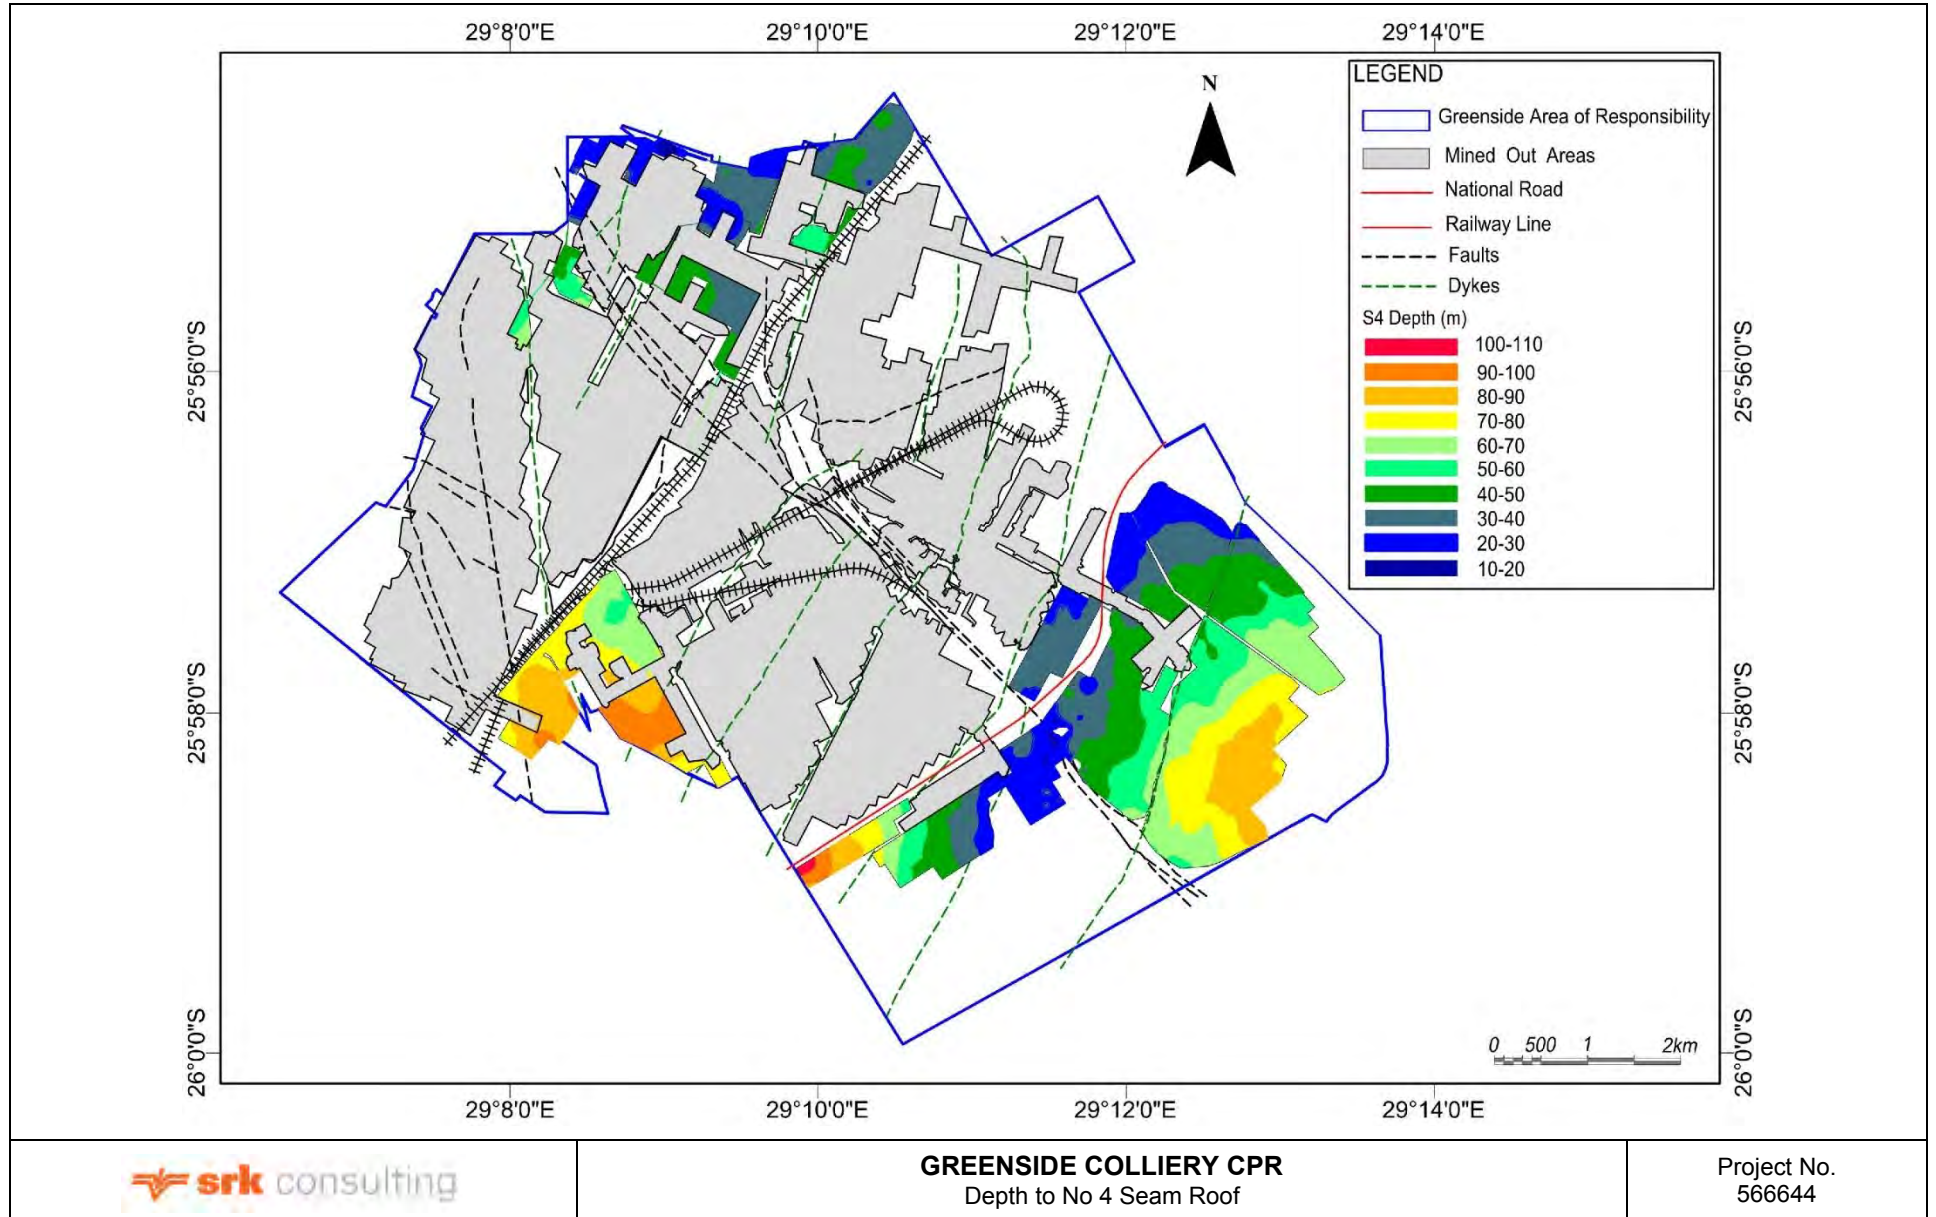 29°8'0"E 29°10'0"E 29°12'0"E 29°14'0"E
N
LEGEND
Greenside Area of Responsibility
Mined Out Areas
National Road
Railway Line
Faults
Dykes
S4 Depth (m)
100-110
90-100
80-90
70-80
60-70
50-60
40-50
30-40
20-30
10-20
25°56'0"S 25°56'0"S
25°58'0"S 25°58'0"S
26°0'0"S 26°0'0"S
0 500 1 2km
29°8'0"E 29°10'0"E 29°12'0"E 29°14'0"E
srk consulting
GREENSIDE COLLIERY CPR
Depth to No 4 Seam Roof
Project No.
566644